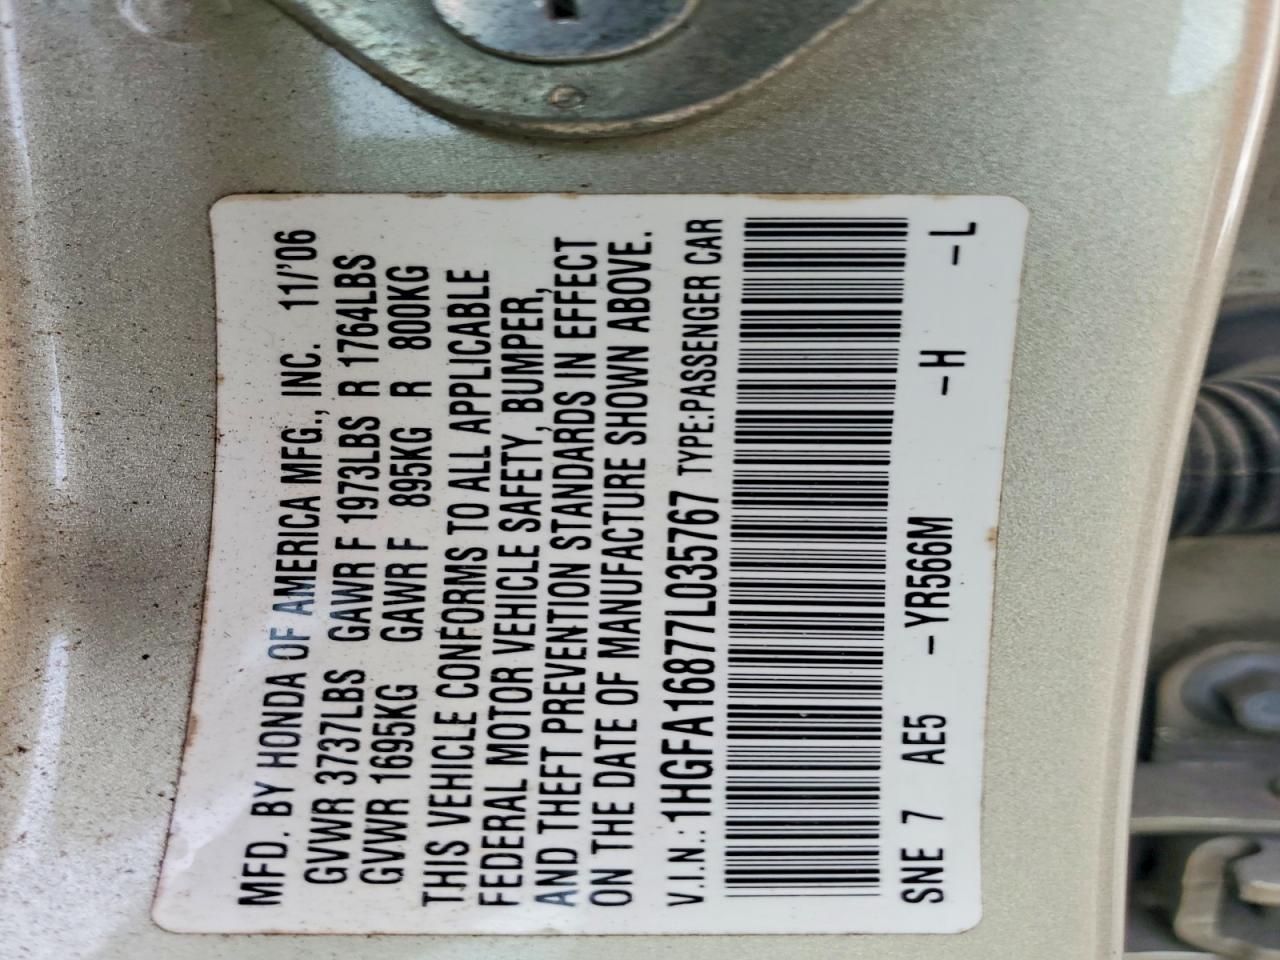 MFD. BY HONDA OF AMERICA MFG., INC. 11/'06
GVWR 3737LBS GAWR F 1973LBS R 1764LBS
GVWR 1695KG GAWR F 895KG R 800KG
THIS VEHICLE CONFORMS TO ALL APPLICABLE
FEDERAL MOTOR VEHICLE SAFETY, BUMPER,
AND THEFT PREVENTION STANDARDS IN EFFECT
ON THE DATE OF MANUFACTURE SHOWN ABOVE.
V.I.N.: 1HGFA16877L035767 TYPE:PASSENGER CAR
SNE 7 AE5 -YR566M -H -L